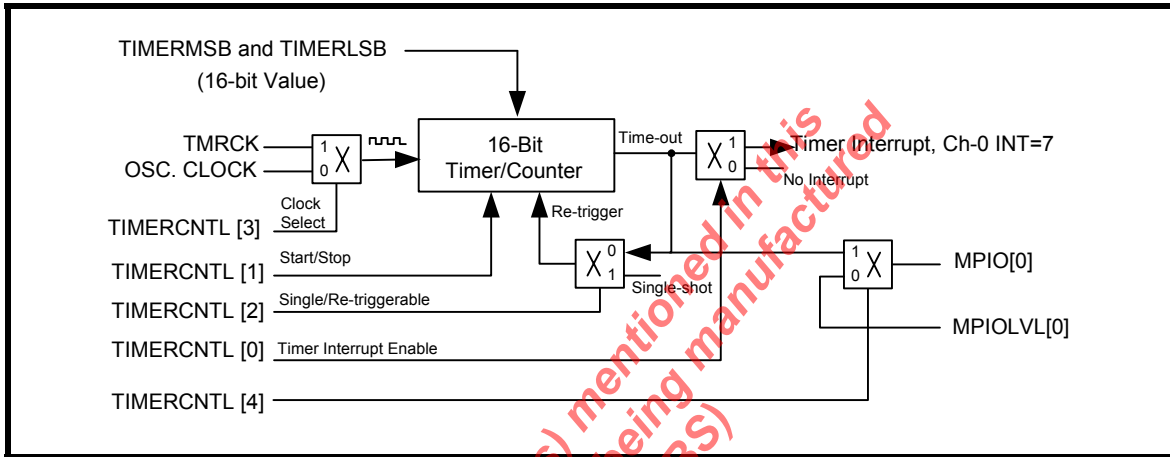 TIMERMSB and TIMERLSB
(16-bit Value)
TMRCK
OSC. CLOCK
1
0
X
Clock
Select
16-Bit
Timer/Counter
Time-out
X
1
0
Timer Interrupt, Ch-0 INT=7
No Interrupt
TIMERCNTL [3]
Re-trigger
TIMERCNTL [1]
Start/Stop
X
0
1
Single-shot
1
0
X
MPIO[0]
MPIOLVL[0]
TIMERCNTL [2]
Single/Re-triggerable
TIMERCNTL [0]
Timer Interrupt Enable
TIMERCNTL [4]
s) mentioned in this
being manufactured
BS)